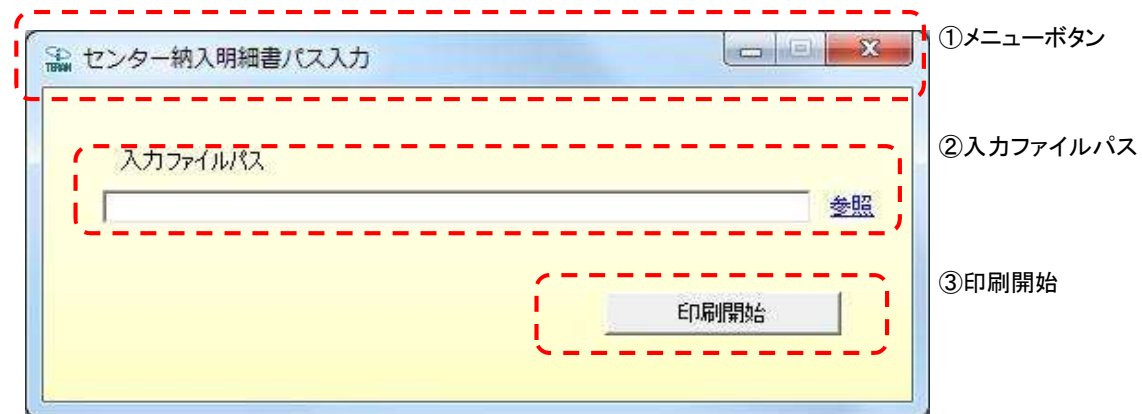 センター納入明細書パス入力
①メニューボタン
入力ファイルパス
②入力ファイルパス
参照
印刷開始
③印刷開始